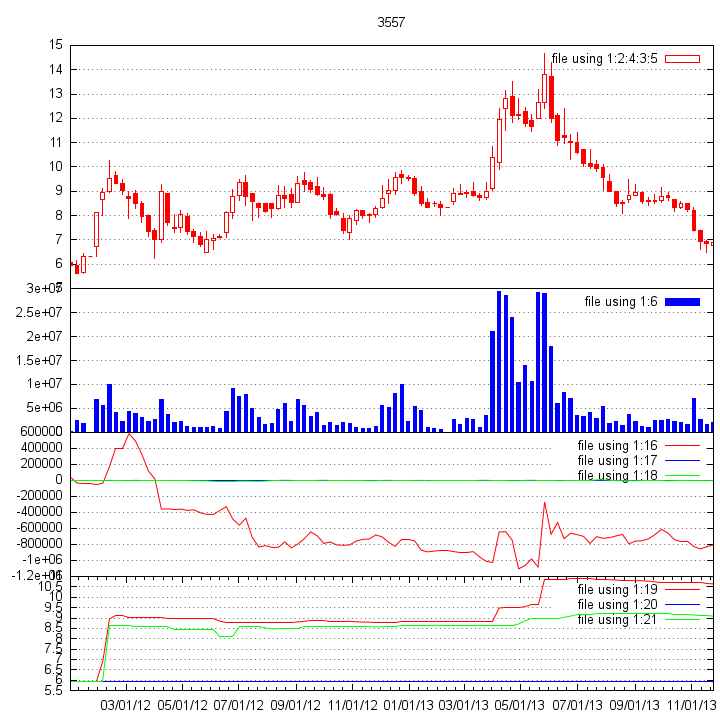 3557
15
file using 1:2:4:3:5
14
13
12
11
10
9
8
7
6
3e+07
file using 1:6
2.5e+07
2e+07
1.5e+07
1e+07
5e+06
600000
file using 1:16
400000
file using 1:17
200000
file using 1:18
0
-200000
-400000
-600000
-800000
-1e+06
-1.2e+06
10.5
file using 1:19
10
file using 1:20
9.5
9
file using 1:21
8.5
8
7.5
7
6.5
6
5.5
03/01/12 05/01/12 07/01/12 09/01/12 11/01/12 01/01/13 03/01/13 05/01/13 07/01/13 09/01/13 11/01/13